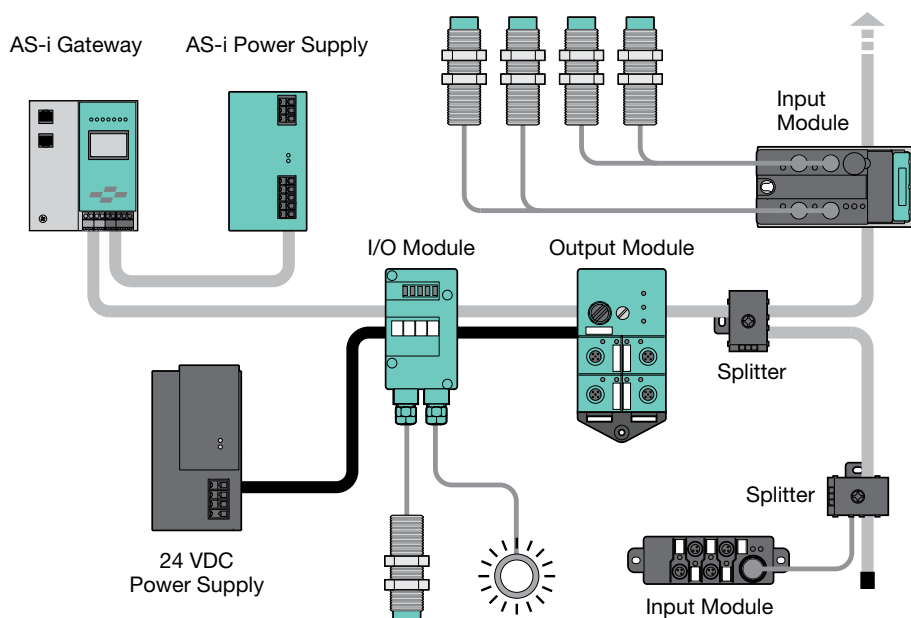 AS-i Gateway
AS-i Power Supply
Input
Module
I/O Module
Output Module
Splitter
Splitter
24 VDC
Power Supply
Input Module